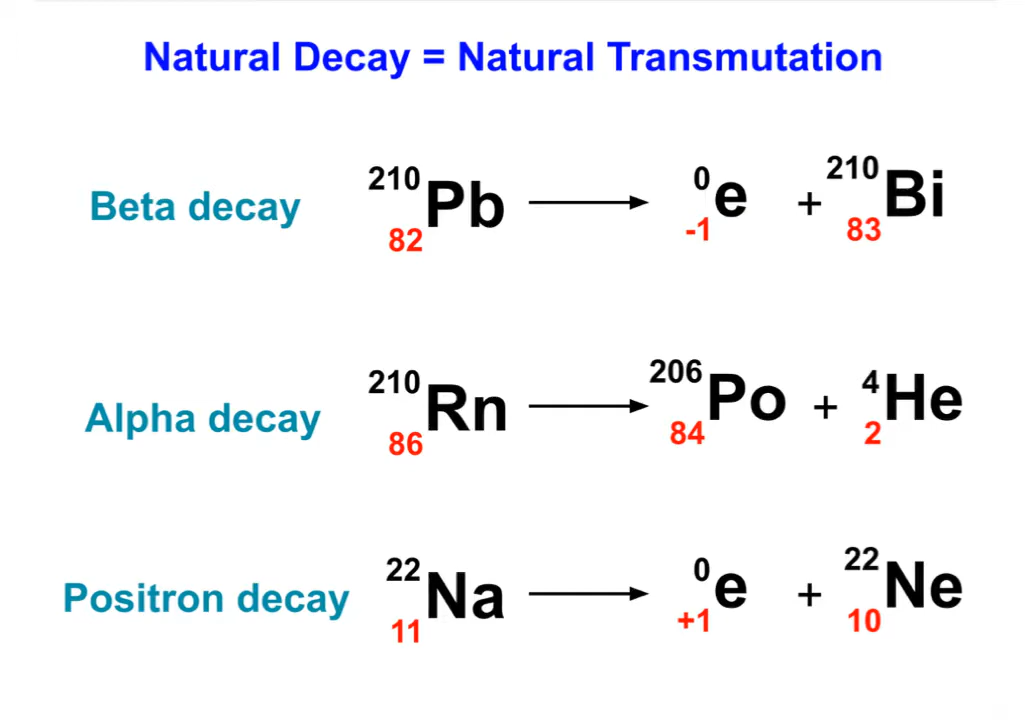 Natural Decay = Natural Transmutation
Beta decay 210 82 Pb 0 -1 e + 210 83 Bi
Alpha decay 210 86 Rn 206 84 Po + 4 2 He
Positron decay 22 11 Na 0 +1 e + 22 10 Ne